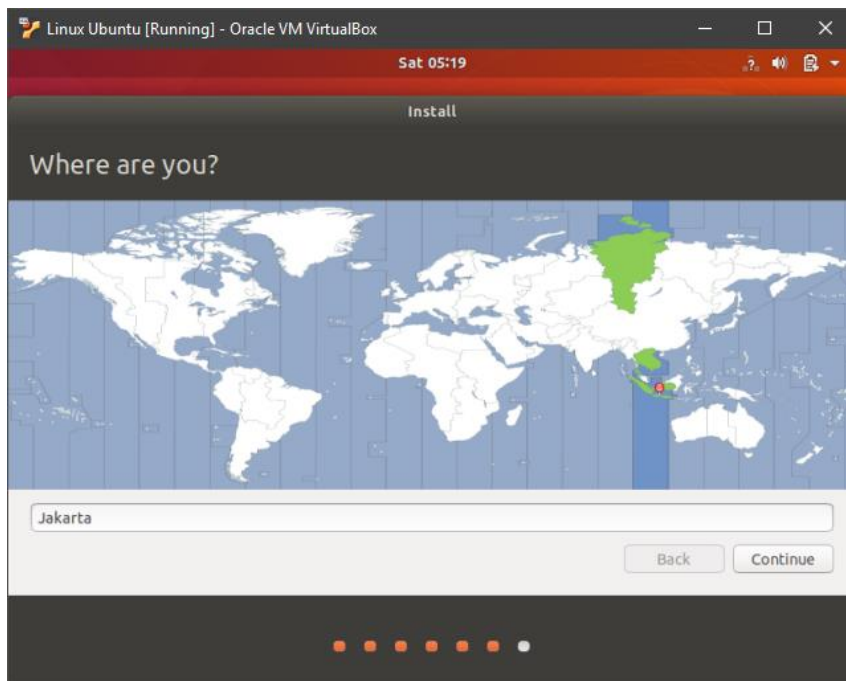 Linux Ubuntu [Running] - Oracle VM VirtualBox
Sat 05:19
?
Install
Where are you?
Jakarta
Back Continue